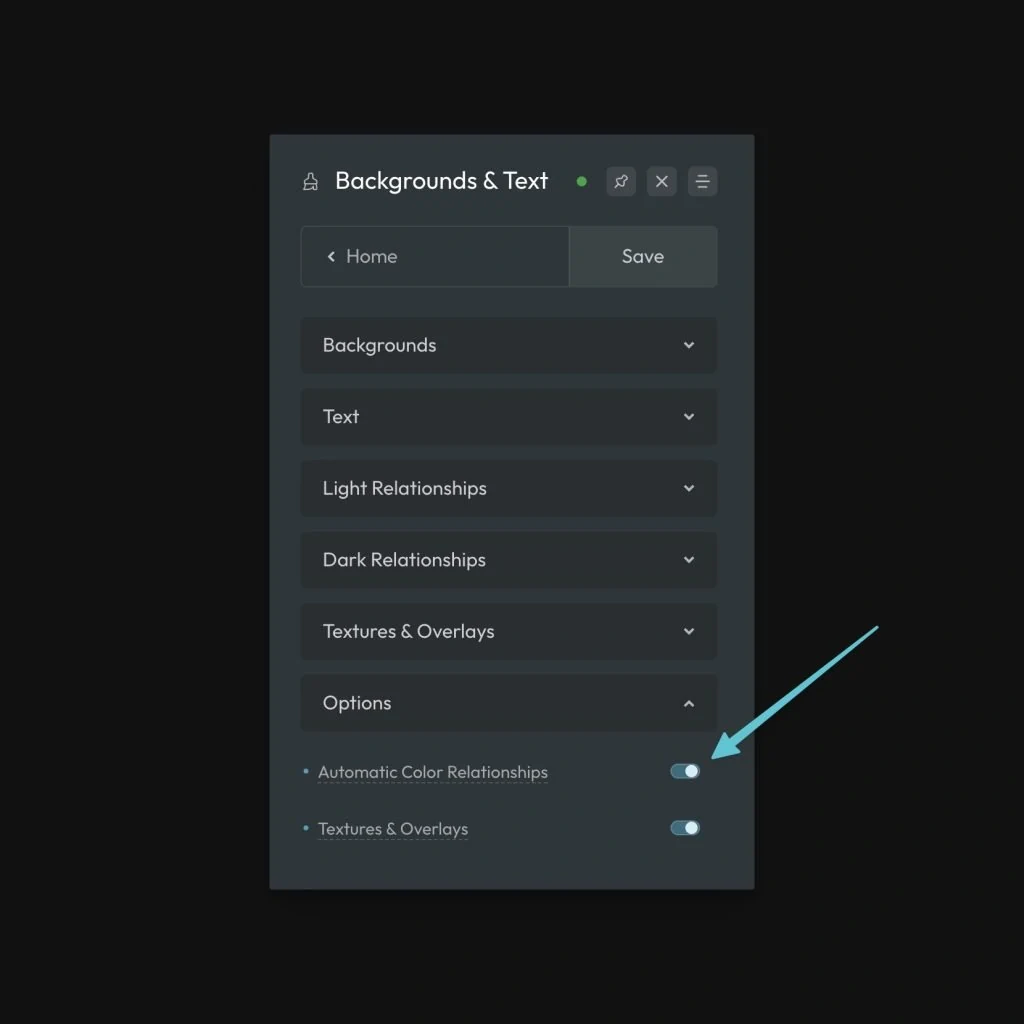 Backgrounds & Text
Home
Save
Backgrounds
Text
Light Relationships
Dark Relationships
Textures & Overlays
Options
Automatic Color Relationships
Textures & Overlays